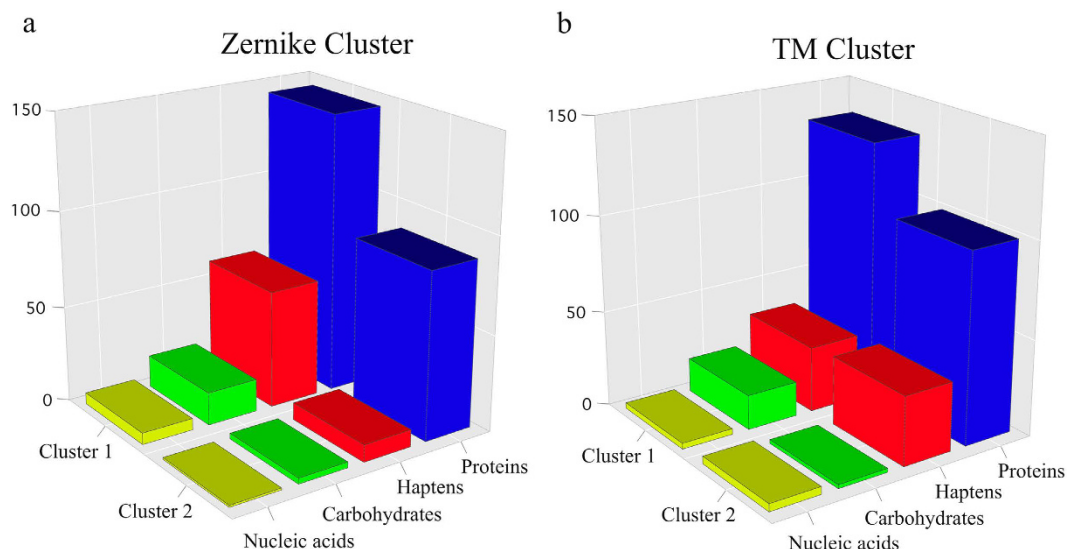 a
Zernike Cluster
150
100
50
0
Cluster 1
Cluster 2
Nucleic acids
Carbohydrates
Haptens
Proteins
b
TM Cluster
150
100
50
0
Cluster 1
Cluster 2
Nucleic acids
Carbohydrates
Haptens
Proteins